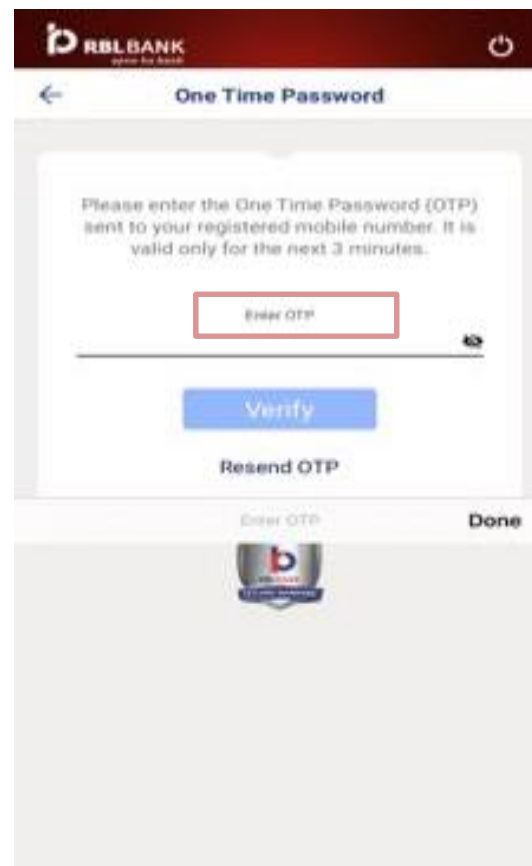 RBLBANK
apno ka bank
One Time Password
Please enter the One Time Password (OTP)
sent to your registered mobile number. It is
valid only for the next 3 minutes.
Enter OTP
Verify
Resend OTP
Enter OTP
Done
RBLBANK